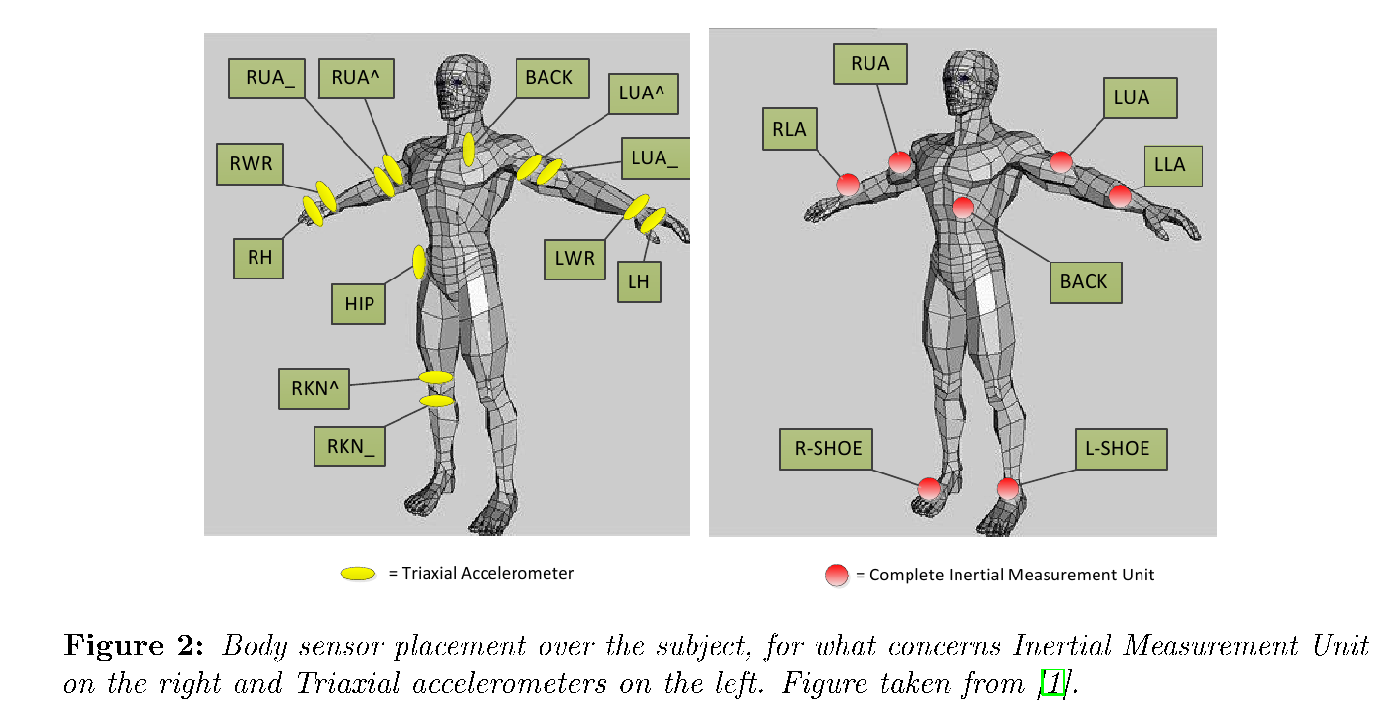 RUA_
RUA^
BACK
LUA^
LUA_
RWR
RH
LWR
LH
HIP
RKN^
RKN_
= Triaxial Accelerometer
RUA
LUA
RLA
LLA
BACK
R-SHOE
L-SHOE
= Complete Inertial Measurement Unit
Figure 2: Body sensor placement over the subject, for what concerns Inertial Measurement Unit
on the right and Triaxial accelerometers on the left. Figure taken from [1].